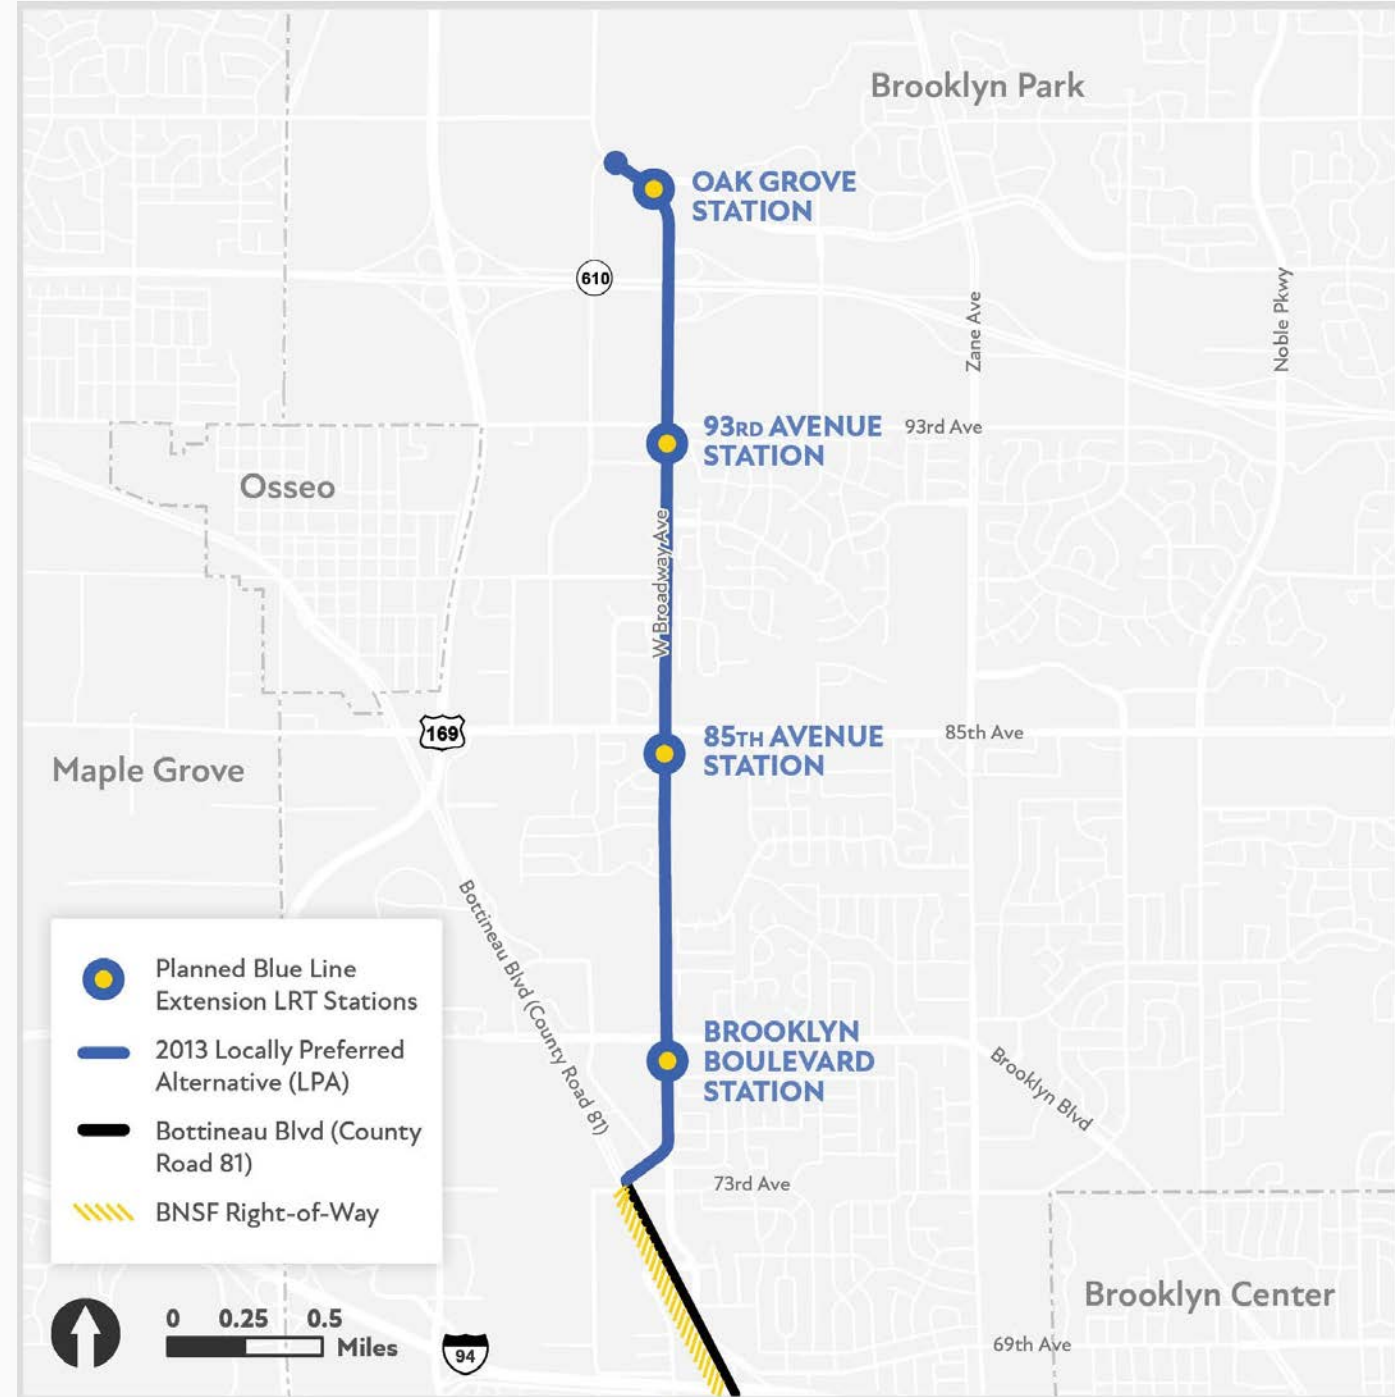 Brooklyn Park
OAK GROVE
STATION
610
Zane Ave
Noble Pkwy
93RD AVENUE
STATION
93rd Ave
Osseo
W Broadway Ave
169
85TH AVENUE
STATION
85th Ave
Maple Grove
Bottineau Blvd (County Road 81)
Planned Blue Line
Extension LRT Stations
2013 Locally Preferred
Alternative (LPA)
Bottineau Blvd (County
Road 81)
BNSF Right-of-Way
BROOKLYN
BOULEVARD
STATION
Brooklyn Blvd
73rd Ave
Brooklyn Center
69th Ave
0 0.25 0.5
Miles
94